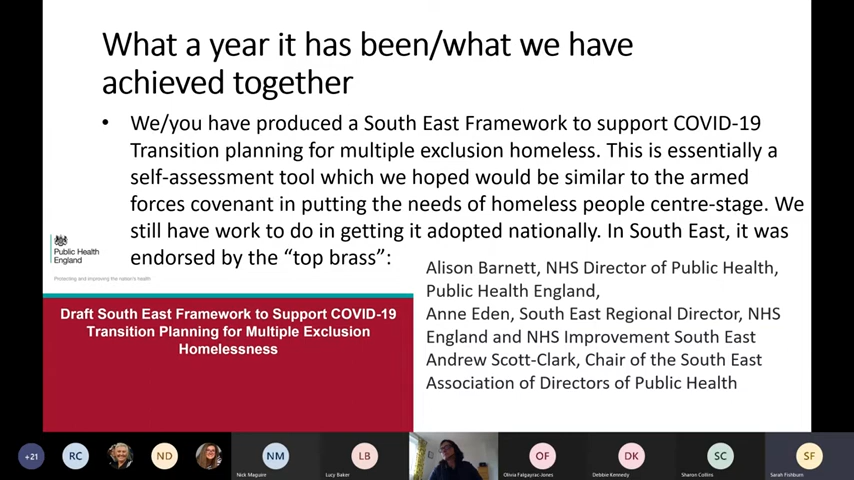 What a year it has been/what we have
achieved together
• We/you have produced a South East Framework to support COVID-19
Transition planning for multiple exclusion homeless. This is essentially a
self-assessment tool which we hoped would be similar to the armed
forces covenant in putting the needs of homeless people centre-stage. We
still have work to do in getting it adopted nationally. In South East, it was
endorsed by the “top brass”:
Public Health
England
Protecting and improving the nation's health
Draft South East Framework to Support COVID-19
Transition Planning for Multiple Exclusion
Homelessness
Alison Barnett, NHS Director of Public Health,
Public Health England,
Anne Eden, South East Regional Director, NHS
England and NHS Improvement South East
Andrew Scott-Clark, Chair of the South East
Association of Directors of Public Health
+21
RC
ND
NM
Nick Maguire
LB
Lucy Baker
OF
Olivia Falgayrac-Jones
DK
Debbie Kennedy
SC
Sharon Collins
SF
Sarah Fishburn